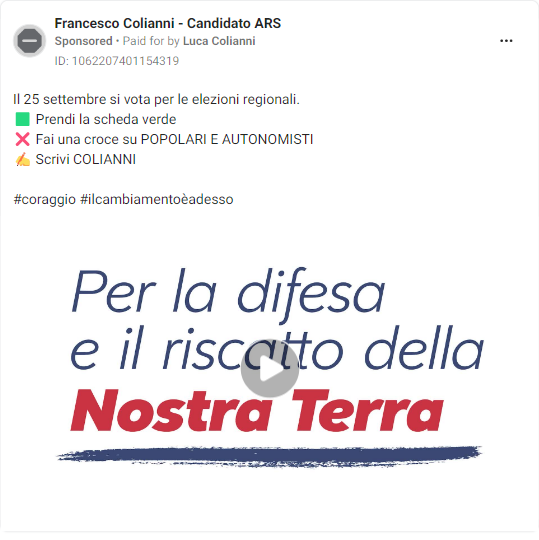 Francesco Colianni - Candidato ARS
Sponsored • Paid for by Luca Colianni
ID: 1062207401154319
Il 25 settembre si vota per le elezioni regionali.
🟩 Prendi la scheda verde
❌ Fai una croce su POPOLARI E AUTONOMISTI
✍️ Scrivi COLIANNI
#coraggio #ilcambiamentoèadesso
Per la difesa
e il riscatto della
Nostra Terra